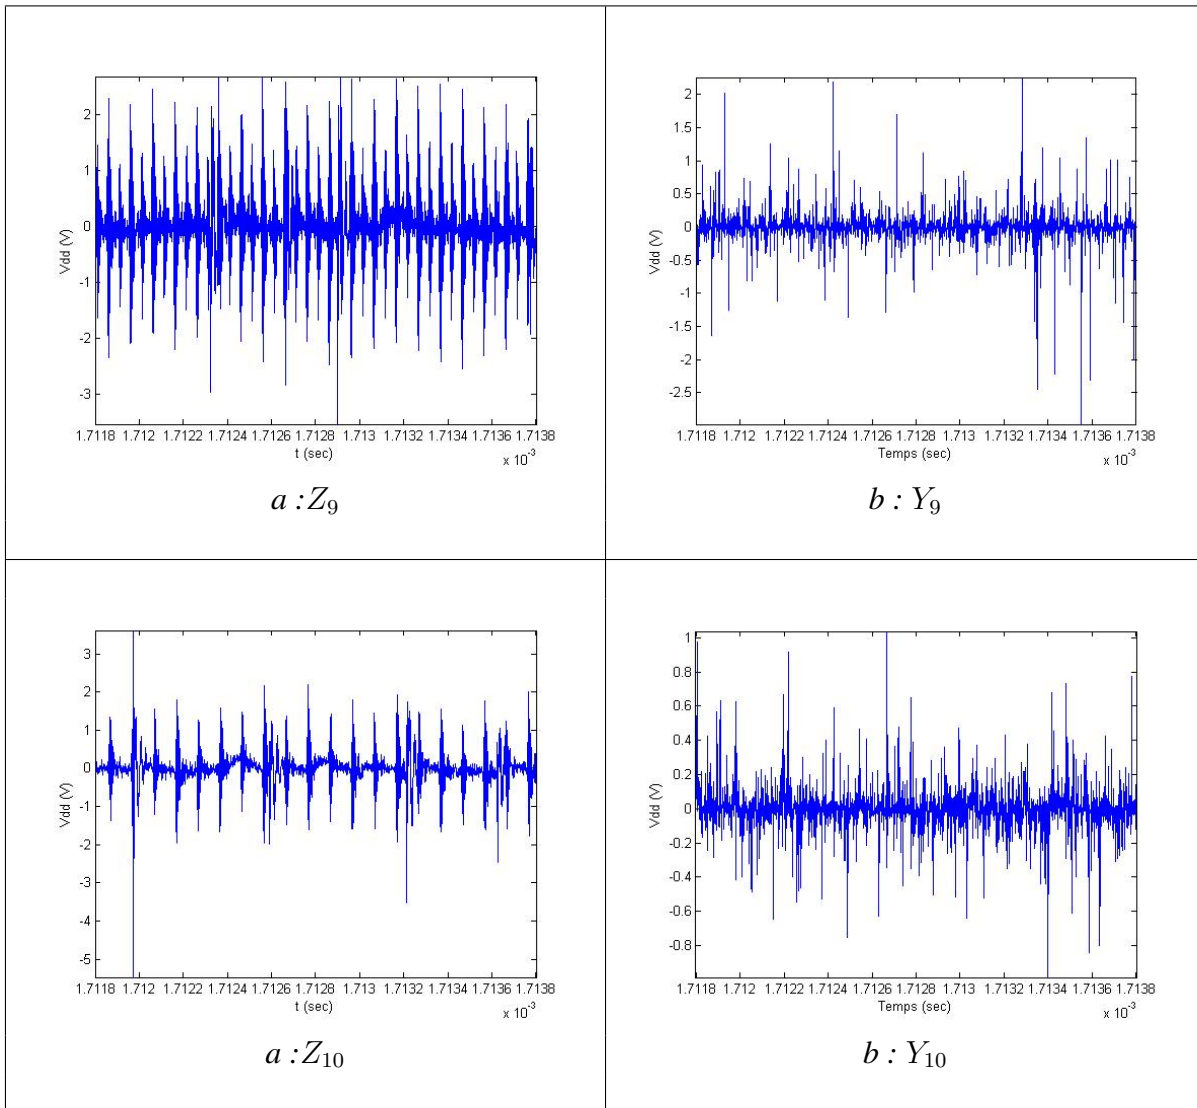 2
1
0
-1
-2
-3
Vdd (V)
1.7118 1.712 1.7122 1.7124 1.7126 1.7128 1.713 1.7132 1.7134 1.7136 1.7138
t (sec)
x 10⁻³
a : Z₉
2
1.5
1
0.5
0
-0.5
-1
-1.5
-2
-2.5
Vdd (V)
1.7118 1.712 1.7122 1.7124 1.7126 1.7128 1.713 1.7132 1.7134 1.7136 1.7138
Temps (sec)
x 10⁻³
b : Y₉
3
2
1
0
-1
-2
-3
-4
-5
Vdd (V)
1.7118 1.712 1.7122 1.7124 1.7126 1.7128 1.713 1.7132 1.7134 1.7136 1.7138
t (sec)
x 10⁻³
a : Z₁₀
1
0.8
0.6
0.4
0.2
0
-0.2
-0.4
-0.6
-0.8
Vdd (V)
1.7118 1.712 1.7122 1.7124 1.7126 1.7128 1.713 1.7132 1.7134 1.7136 1.7138
Temps (sec)
x 10⁻³
b : Y₁₀